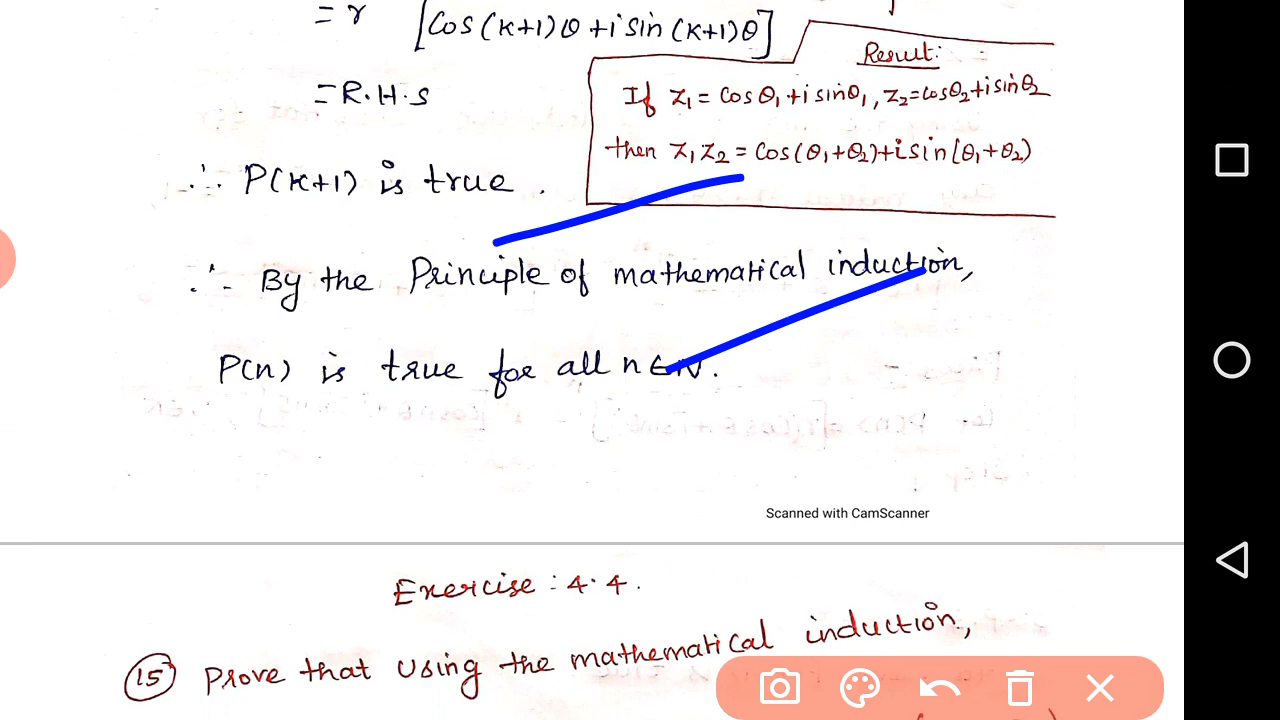 = r [Cos (K+1) θ + i sin (K+1) θ]
= R.H.S
Result:
If z₁ = cos θ₁ + i sin θ₁, z₂ = cos θ₂ + i sin θ₂
then z₁ z₂ = cos(θ₁+θ₂) + i sin(θ₁+θ₂)
∴ P(K+1) is true.
∴ By the Principle of mathematical induction,
P(n) is true for all n ∈ N.
Scanned with CamScanner
Exercise : 4.4.
15 Prove that using the mathematical induction,